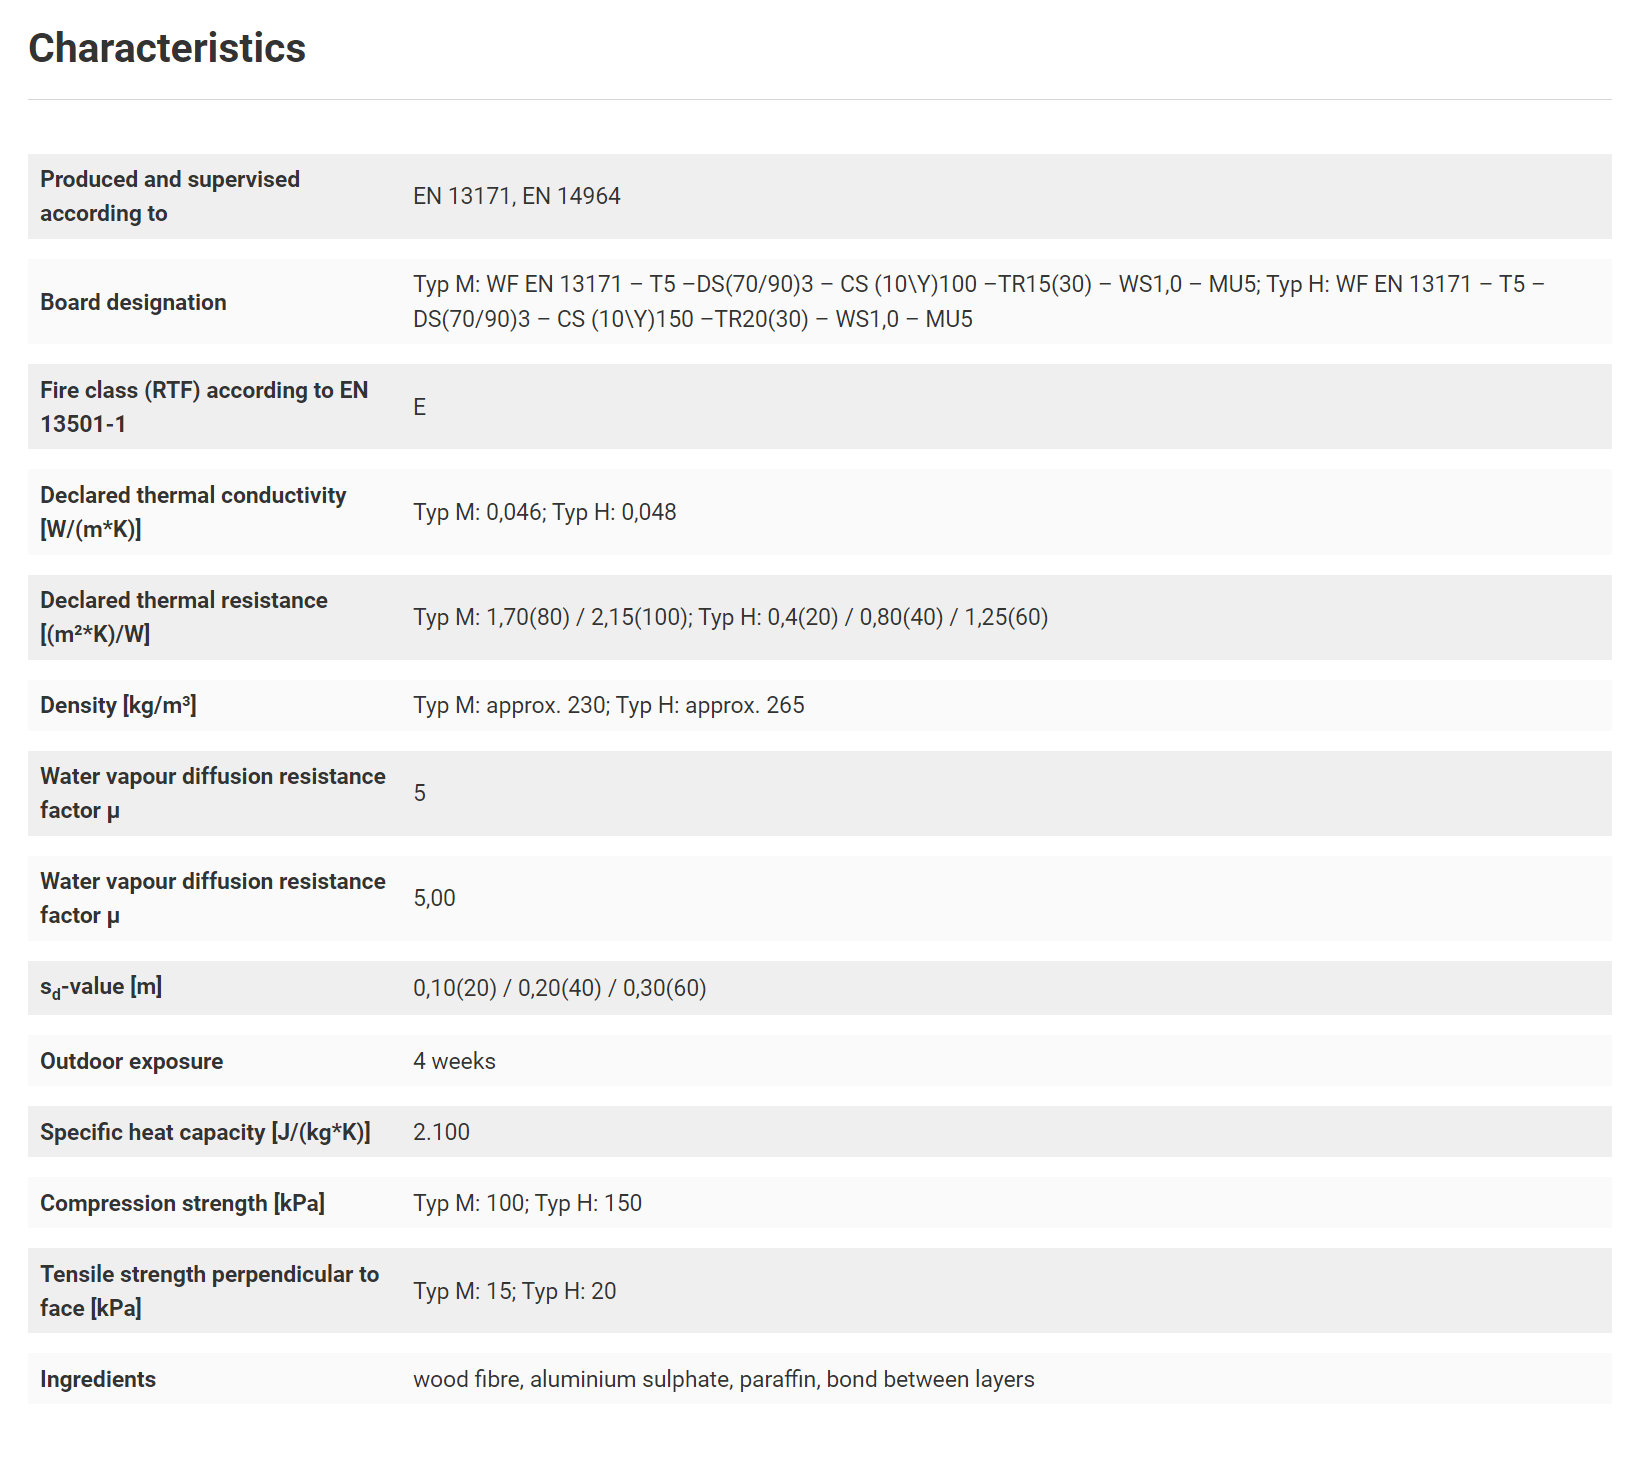 Characteristics
Produced and supervised
according to
EN 13171, EN 14964
Board designation
Typ M: WF EN 13171 – T5 –DS(70/90)3 – CS (10\Y)100 –TR15(30) – WS1,0 – MU5; Typ H: WF EN 13171 – T5 –
DS(70/90)3 – CS (10\Y)150 –TR20(30) – WS1,0 – MU5
Fire class (RTF) according to EN
13501-1
E
Declared thermal conductivity
[W/(m*K)]
Typ M: 0,046; Typ H: 0,048
Declared thermal resistance
[(m²*K)/W]
Typ M: 1,70(80) / 2,15(100); Typ H: 0,4(20) / 0,80(40) / 1,25(60)
Density [kg/m³]
Typ M: approx. 230; Typ H: approx. 265
Water vapour diffusion resistance
factor μ
5
Water vapour diffusion resistance
factor μ
5,00
sd-value [m]
0,10(20) / 0,20(40) / 0,30(60)
Outdoor exposure
4 weeks
Specific heat capacity [J/(kg*K)]
2.100
Compression strength [kPa]
Typ M: 100; Typ H: 150
Tensile strength perpendicular to
face [kPa]
Typ M: 15; Typ H: 20
Ingredients
wood fibre, aluminium sulphate, paraffin, bond between layers